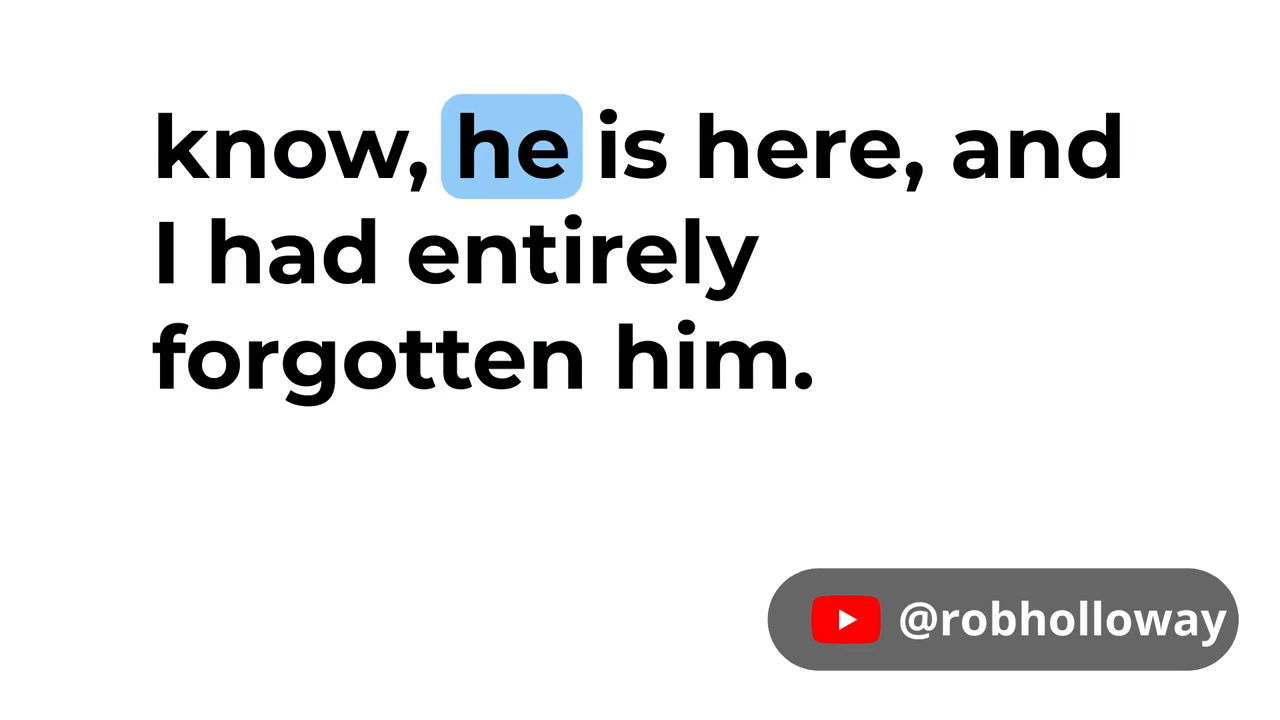 know, he is here, and
I had entirely
forgotten him.
@robholloway